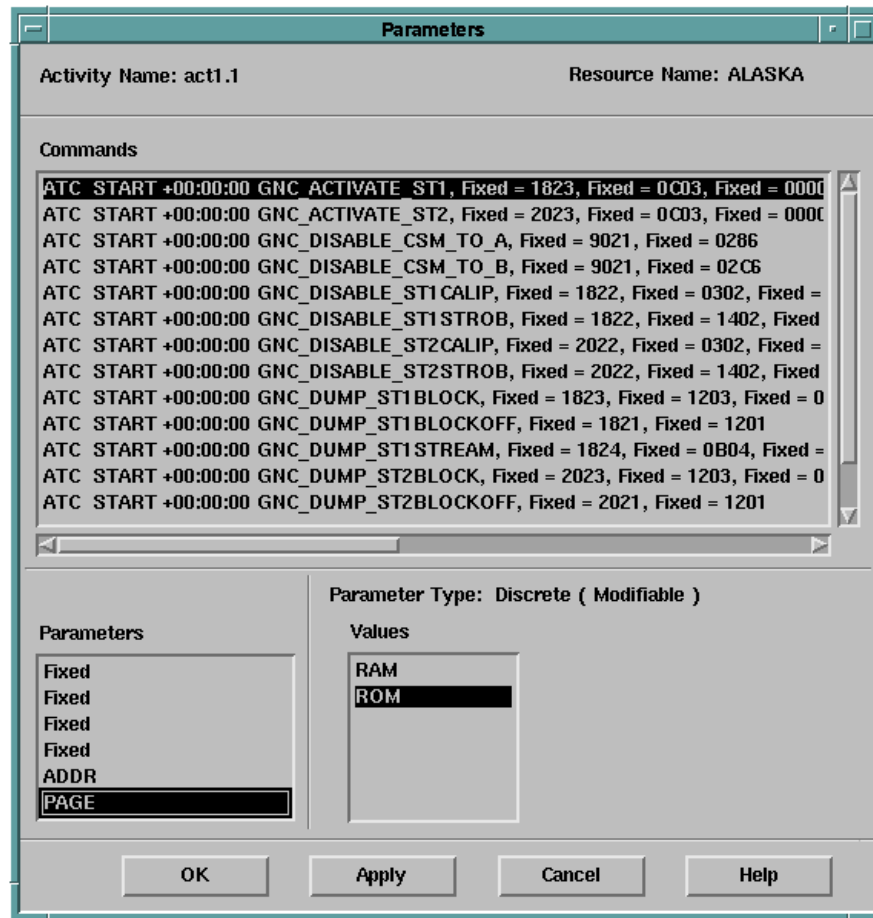 Parameters
Activity Name: act1.1
Resource Name: ALASKA
Commands
ATC START +00:00:00 GNC_ACTIVATE_ST1, Fixed = 1823, Fixed = 0C03, Fixed = 0000
ATC START +00:00:00 GNC_ACTIVATE_ST2, Fixed = 2023, Fixed = 0C03, Fixed = 0000
ATC START +00:00:00 GNC_DISABLE_CSM_TO_A, Fixed = 9021, Fixed = 0286
ATC START +00:00:00 GNC_DISABLE_CSM_TO_B, Fixed = 9021, Fixed = 02C6
ATC START +00:00:00 GNC_DISABLE_ST1CALIP, Fixed = 1822, Fixed = 0302, Fixed =
ATC START +00:00:00 GNC_DISABLE_ST1STROB, Fixed = 1822, Fixed = 1402, Fixed
ATC START +00:00:00 GNC_DISABLE_ST2CALIP, Fixed = 2022, Fixed = 0302, Fixed =
ATC START +00:00:00 GNC_DISABLE_ST2STROB, Fixed = 2022, Fixed = 1402, Fixed
ATC START +00:00:00 GNC_DUMP_ST1BLOCK, Fixed = 1823, Fixed = 1203, Fixed = 0
ATC START +00:00:00 GNC_DUMP_ST1BLOCKOFF, Fixed = 1821, Fixed = 1201
ATC START +00:00:00 GNC_DUMP_ST1STREAM, Fixed = 1824, Fixed = 0B04, Fixed =
ATC START +00:00:00 GNC_DUMP_ST2BLOCK, Fixed = 2023, Fixed = 1203, Fixed = 0
ATC START +00:00:00 GNC_DUMP_ST2BLOCKOFF, Fixed = 2021, Fixed = 1201
Parameters
Fixed
Fixed
Fixed
Fixed
ADDR
PAGE
Parameter Type: Discrete ( Modifiable )
Values
RAM
ROM
OK
Apply
Cancel
Help